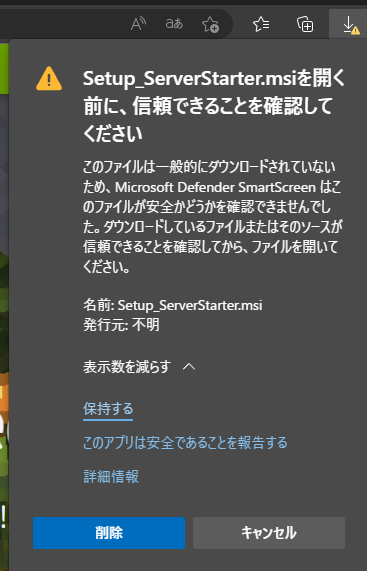 A
aあ
Setup_ServerStarter.msiを開く
前に、信頼できることを確認して
ください
このファイルは一般的にダウンロードされていない
ため、Microsoft Defender SmartScreen はこ
のファイルが安全かどうかを確認できませんでし
た。ダウンロードしているファイルまたはそのソースが
信頼できることを確認してから、ファイルを開いて
ください。
名前: Setup_ServerStarter.msi
発行元: 不明
表示数を減らす
保持する
このアプリは安全であることを報告する
詳細情報
!
削除
キャンセル